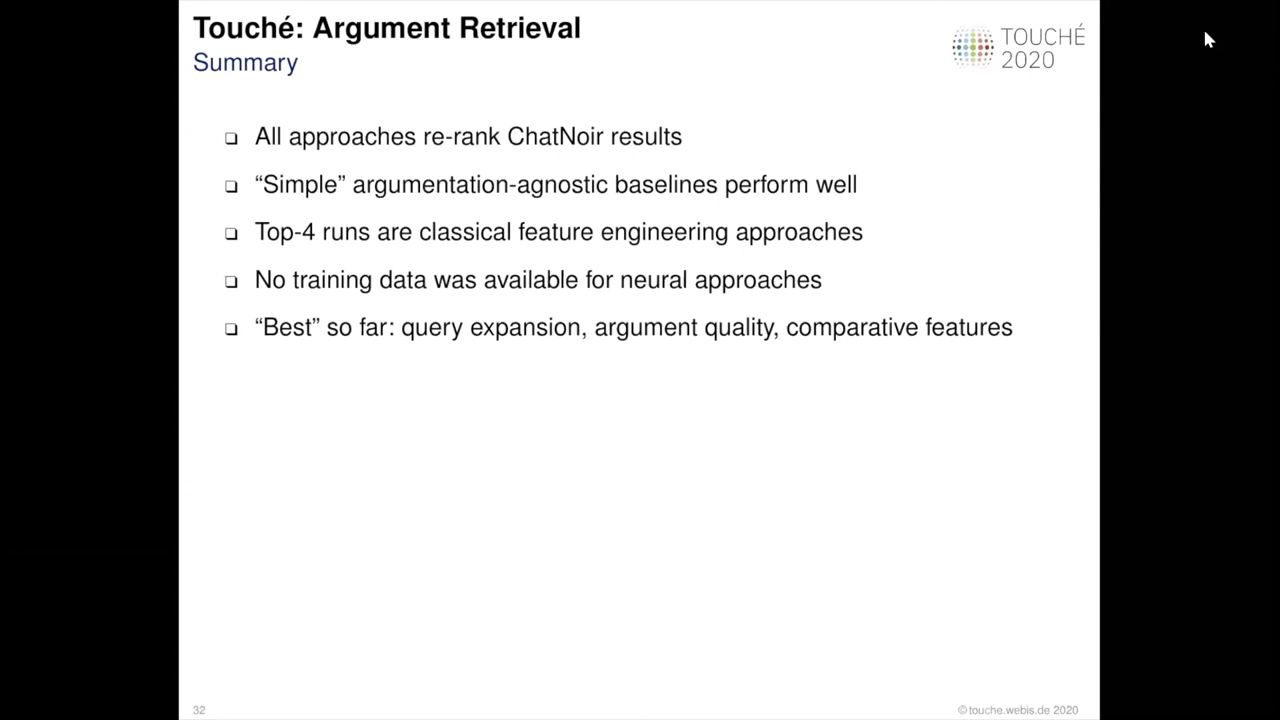 Touché: Argument Retrieval
Summary
TOUCHÉ
2020
❏ All approaches re-rank ChatNoir results
❏ “Simple” argumentation-agnostic baselines perform well
❏ Top-4 runs are classical feature engineering approaches
❏ No training data was available for neural approaches
❏ “Best” so far: query expansion, argument quality, comparative features
32
© touche.webis.de 2020